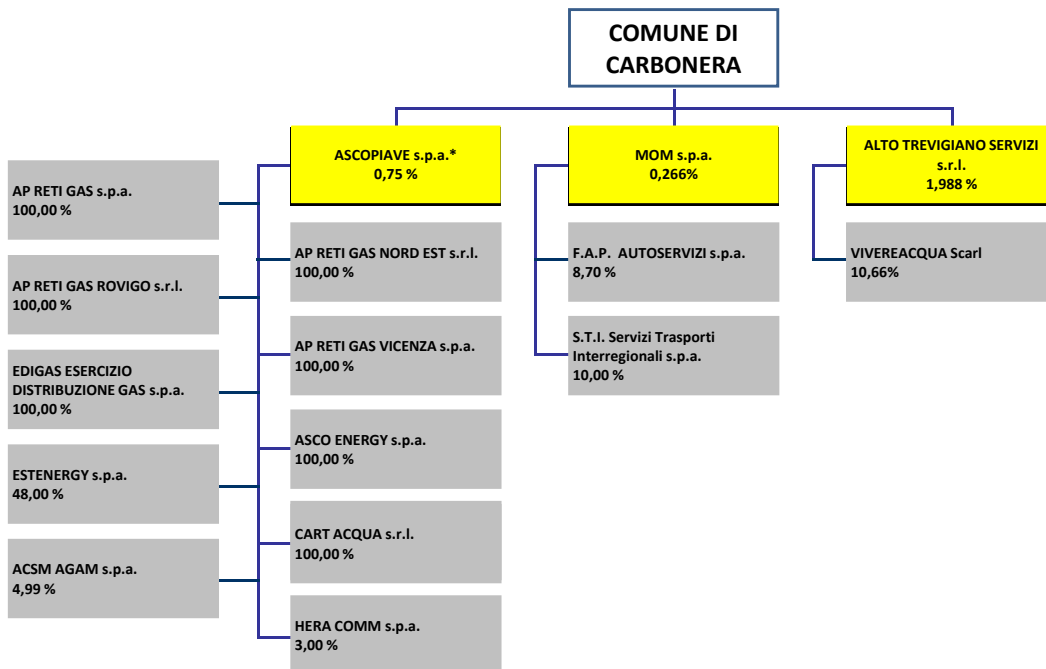 COMUNE DI
CARBONERA
ASCOPIAVE s.p.a.*
0,75 %
MOM s.p.a.
0,266%
ALTO TREVIGIANO SERVIZI
s.r.l.
1,988 %
AP RETI GAS s.p.a.
100,00 %
AP RETI GAS ROVIGO s.r.l.
100,00 %
EDIGAS ESERCIZIO
DISTRIBUZIONE GAS s.p.a.
100,00 %
ESTENERGY s.p.a.
48,00 %
ACSM AGAM s.p.a.
4,99 %
AP RETI GAS NORD EST s.r.l.
100,00 %
AP RETI GAS VICENZA s.p.a.
100,00 %
ASCO ENERGY s.p.a.
100,00 %
CART ACQUA s.r.l.
100,00 %
HERA COMM s.p.a.
3,00 %
F.A.P.  AUTOSERVIZI s.p.a.
8,70 %
S.T.I. Servizi Trasporti
Interregionali s.p.a.
10,00 %
VIVEREACQUA Scarl
10,66%